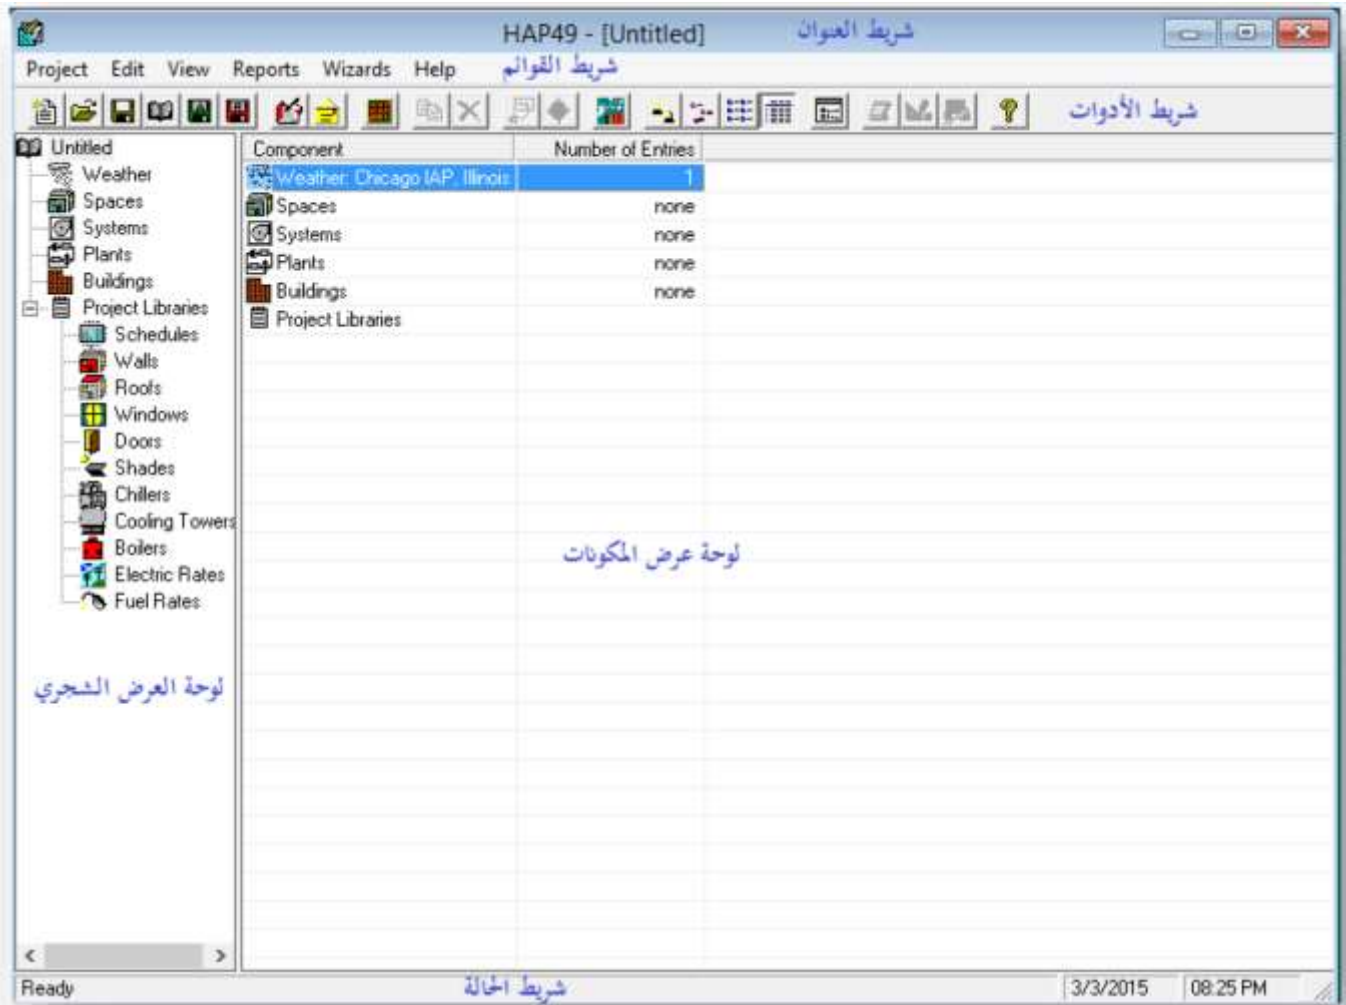 HAP49 - [Untitled] شريط العنوان
Project Edit View Reports Wizards Help شريط القوائم
شريط الأدوات
Untitled
Weather
Spaces
Systems
Plants
Buildings
Project Libraries
Schedules
Walls
Roofs
Windows
Doors
Shades
Chillers
Cooling Towers
Boilers
Electric Rates
Fuel Rates
لوحة العرض الشجري
Component Number of Entries
Weather: Chicago IAP, Illinois 1
Spaces none
Systems none
Plants none
Buildings none
Project Libraries
لوحة عرض المكونات
Ready شريط الحالة 3/3/2015 08:25 PM